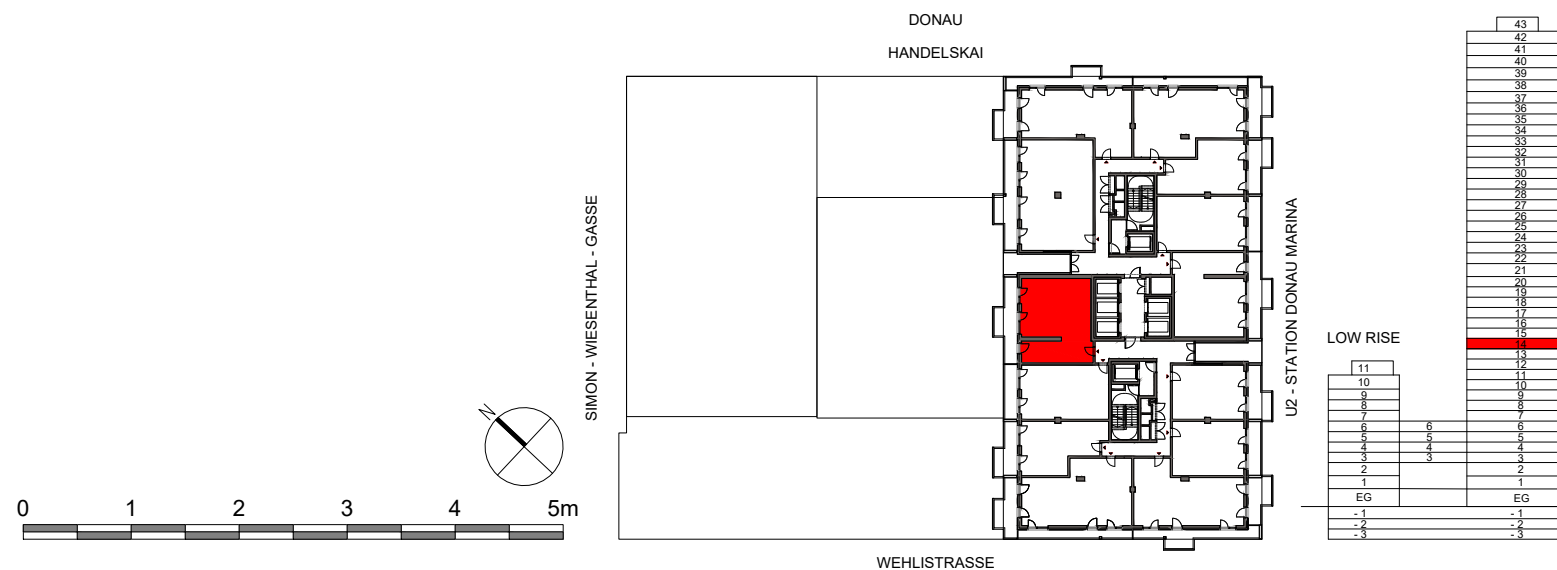 DONAU
HANDELSKAI
SIMON - WIESENTHAL - GASSE
U2 - STATION DONAU MARINA
WEHLISTRASSE
N
0 1 2 3 4 5m
LOW RISE
43
42
41
40
39
38
37
36
35
34
33
32
31
30
29
28
27
26
25
24
23
22
21
20
19
18
17
16
15
14
13
11 12
11
10 10
9 9
8 8
7 7
6 6 6
5 5 5
4 4 4
3 3 3
2 2
1 1
EG EG
- 1 - 1
- 2 - 2
- 3 - 3